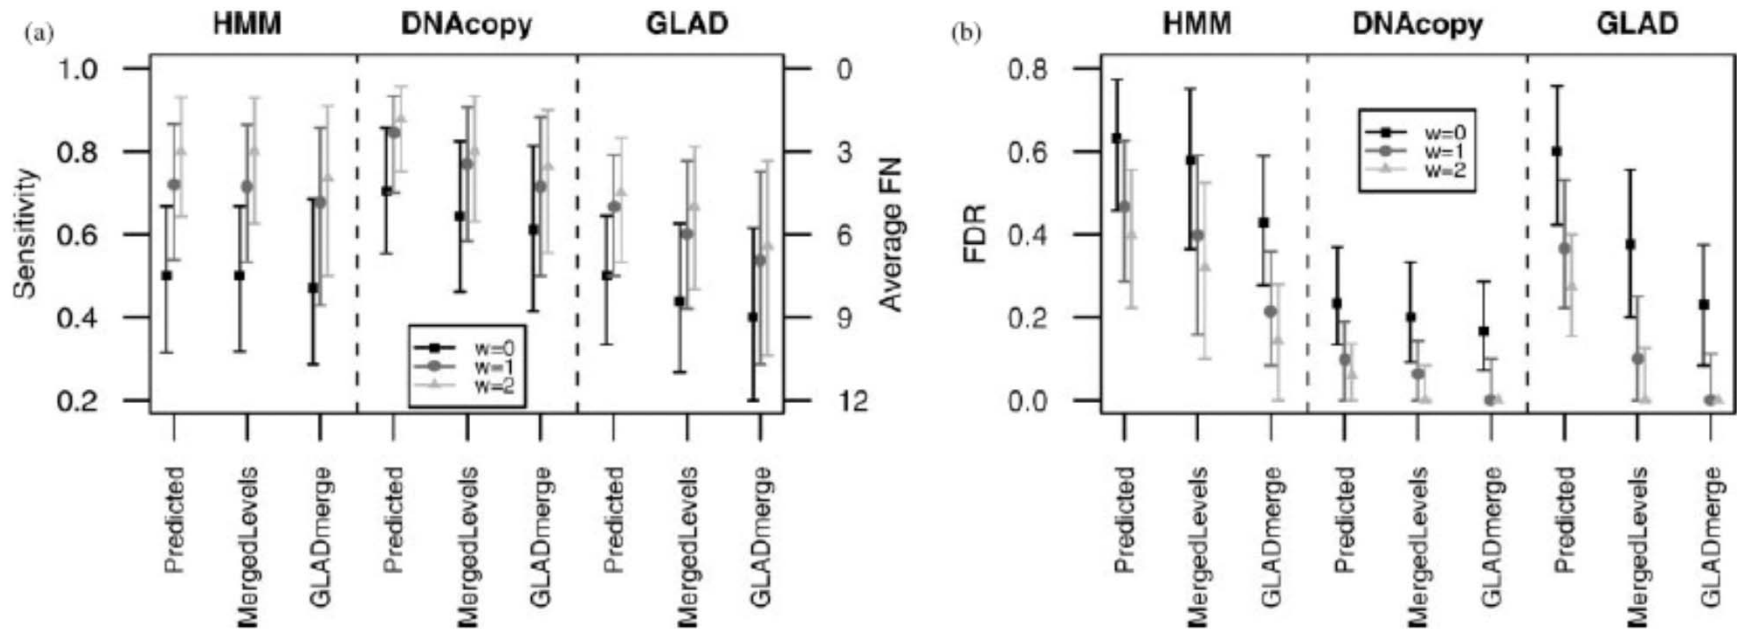 (a)
HMM DNAcopy GLAD
Sensitivity
1.0
0.8
0.6
0.4
0.2
0
3
6
9
12
Average FN
w=0
w=1
w=2
Predicted
MergedLevels
GLADmerge
Predicted
MergedLevels
GLADmerge
Predicted
MergedLevels
GLADmerge
(b)
HMM DNAcopy GLAD
FDR
0.8
0.6
0.4
0.2
0.0
w=0
w=1
w=2
Predicted
MergedLevels
GLADmerge
Predicted
MergedLevels
GLADmerge
Predicted
MergedLevels
GLADmerge